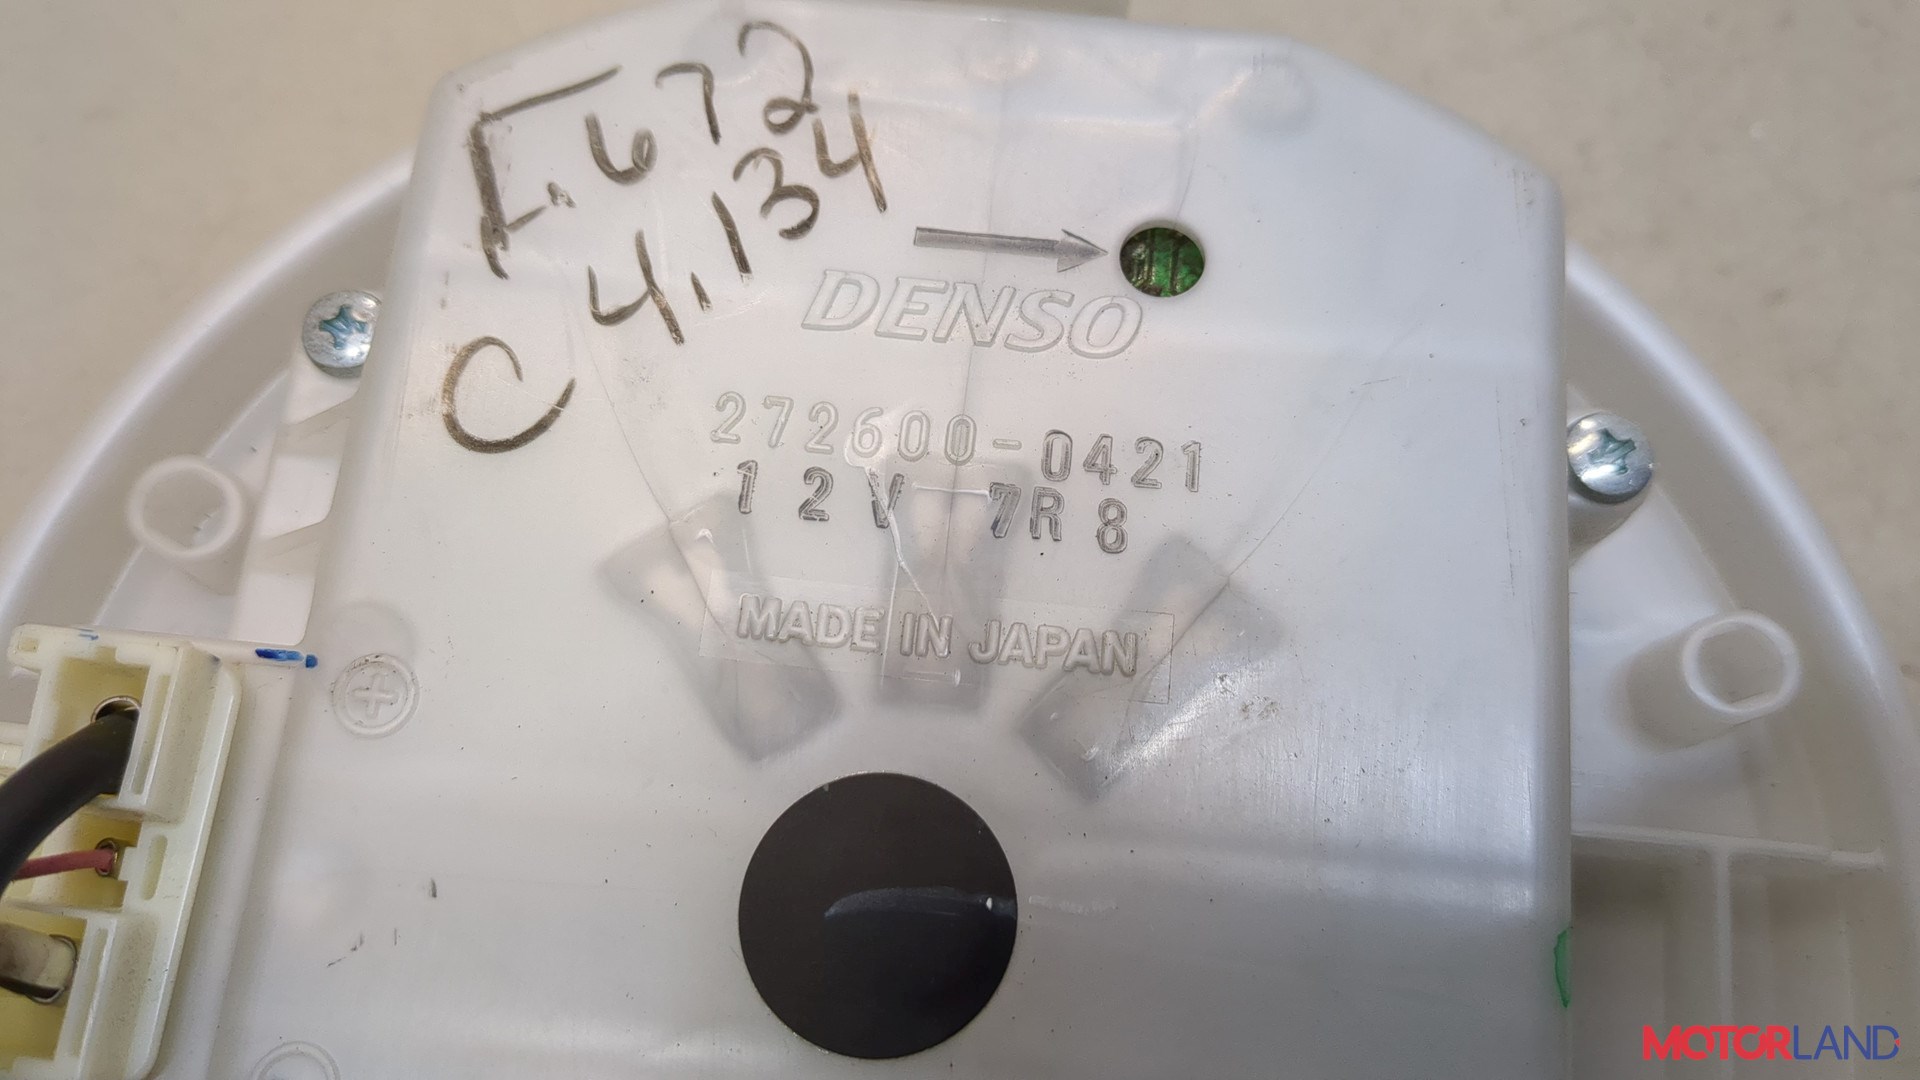 E.672
4,134
C
DENSO
272600-0421
12V 7R8
MADE IN JAPAN
MOTORLAND